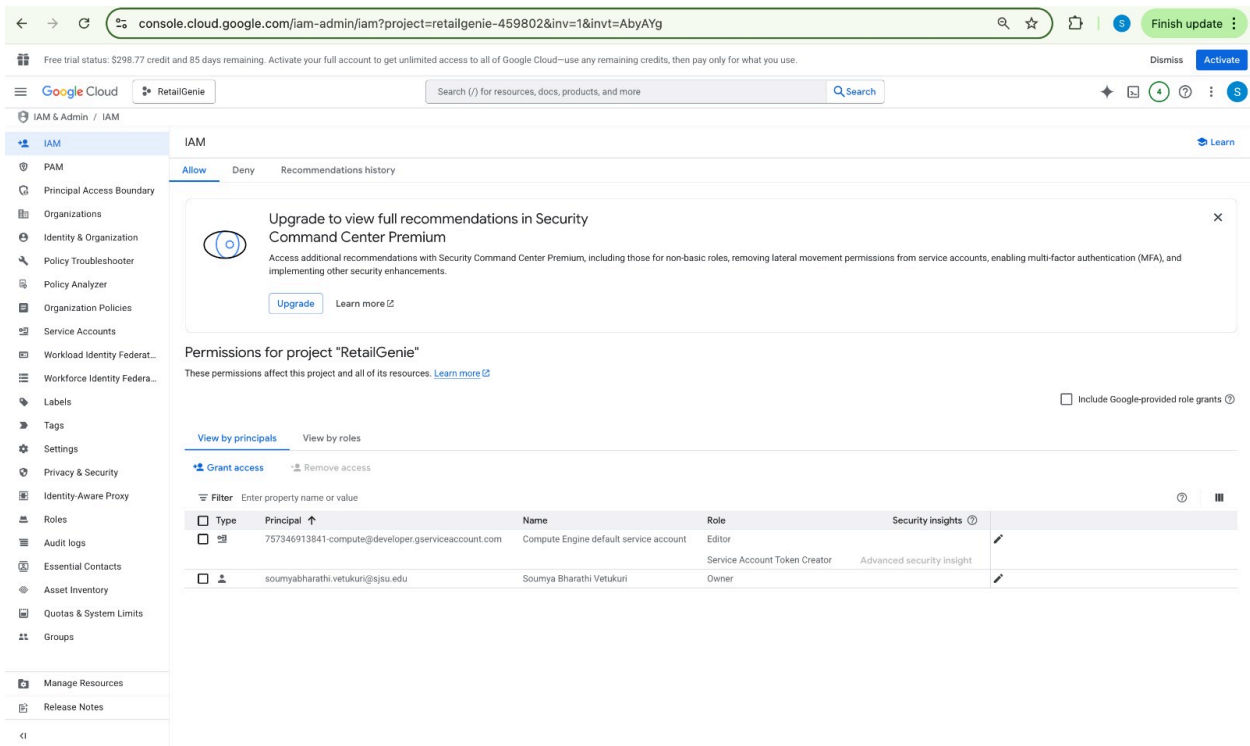 console.cloud.google.com/iam-admin/iam?project=retailgenie-459802&inv=1&invt=AbyAYg
S
Finish update
Free trial status: $298.77 credit and 85 days remaining. Activate your full account to get unlimited access to all of Google Cloud—use any remaining credits, then pay only for what you use.
Dismiss
Activate
Google Cloud
RetailGenie
Search (/) for resources, docs, products, and more
Search
4
S
IAM & Admin / IAM
IAM
PAM
Principal Access Boundary
Organizations
Identity & Organization
Policy Troubleshooter
Policy Analyzer
Organization Policies
Service Accounts
Workload Identity Federat...
Workforce Identity Federa...
Labels
Tags
Settings
Privacy & Security
Identity-Aware Proxy
Roles
Audit logs
Essential Contacts
Asset Inventory
Quotas & System Limits
Groups
Manage Resources
Release Notes
IAM
Learn
Allow Deny Recommendations history
Upgrade to view full recommendations in Security
Command Center Premium
Access additional recommendations with Security Command Center Premium, including those for non-basic roles, removing lateral movement permissions from service accounts, enabling multi-factor authentication (MFA), and
implementing other security enhancements.
Upgrade Learn more
Permissions for project "RetailGenie"
These permissions affect this project and all of its resources. Learn more
Include Google-provided role grants
View by principals View by roles
Grant access Remove access
Filter Enter property name or value
Type Principal Name Role Security insights
757346913841-compute@developer.gserviceaccount.com Compute Engine default service account Editor
Service Account Token Creator Advanced security insight
soumyabharathi.vetukuri@sjsu.edu Soumya Bharathi Vetukuri Owner